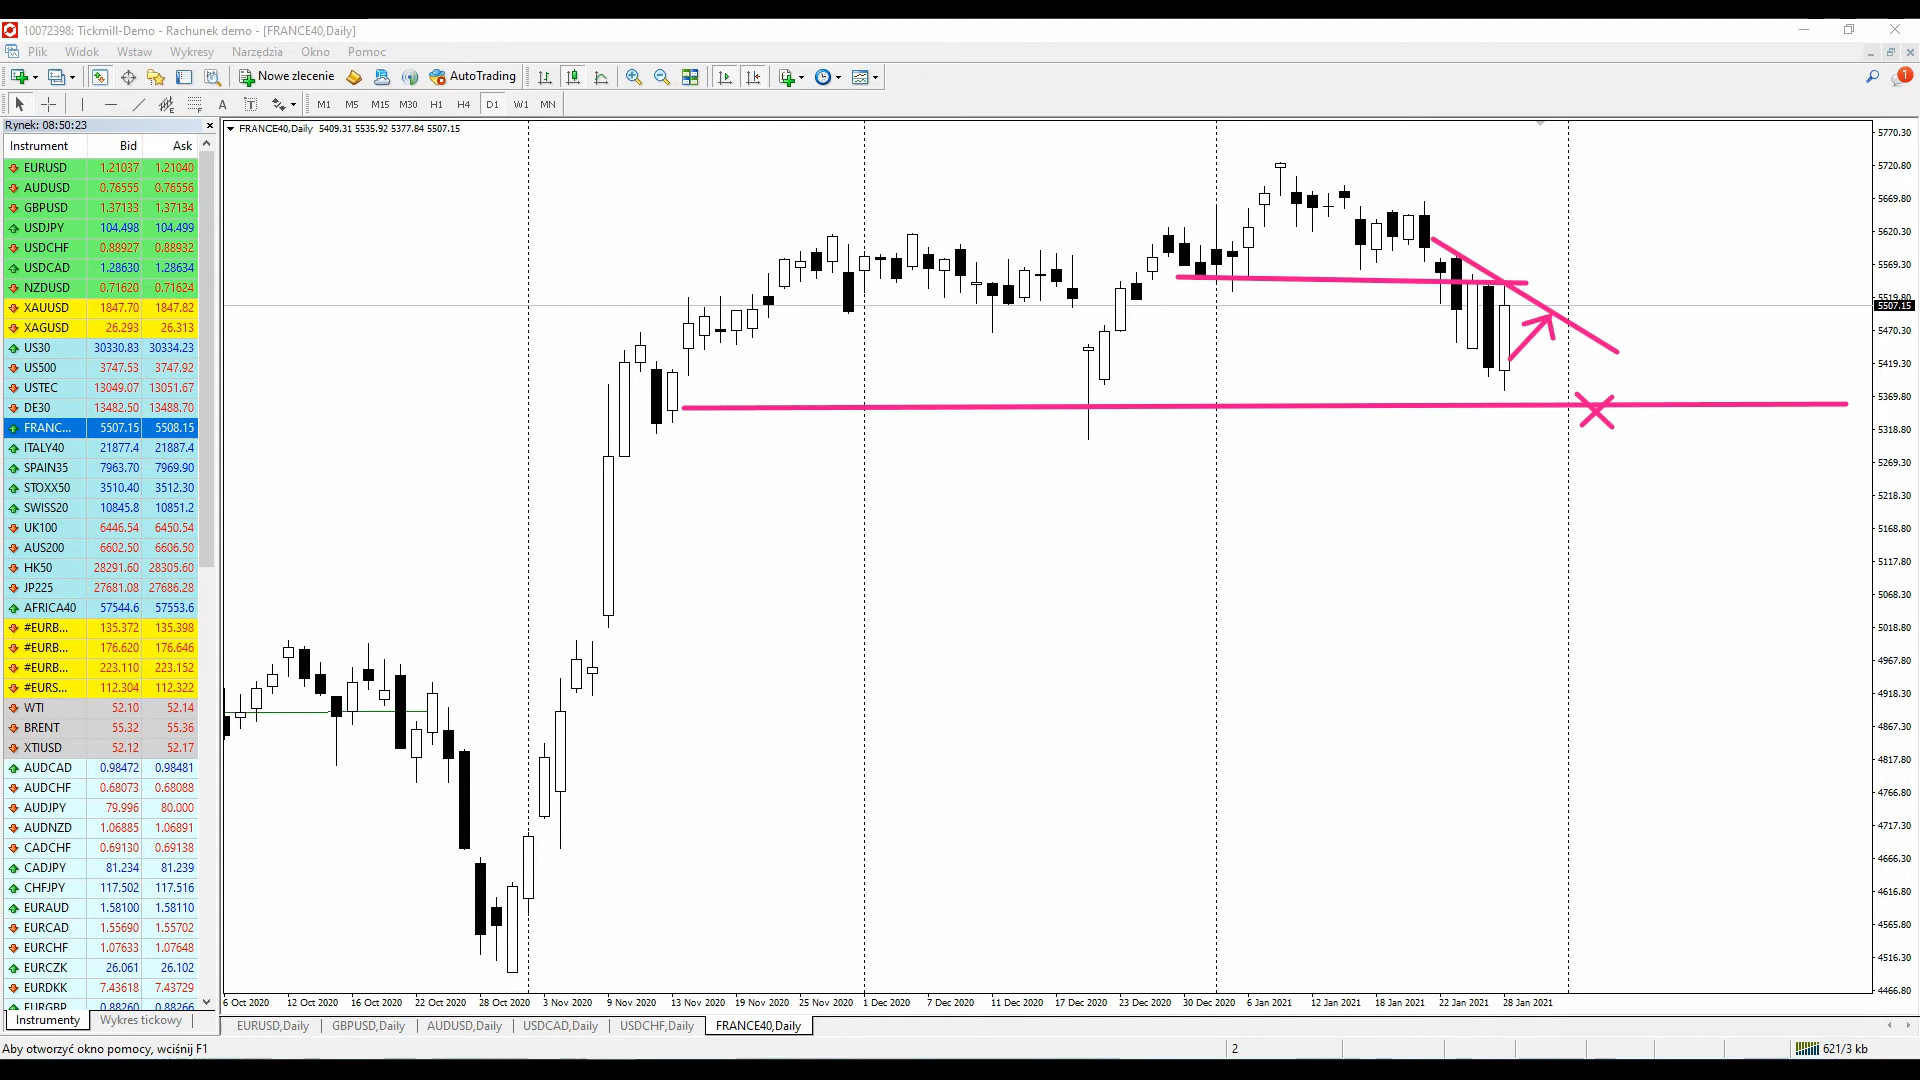 10072398: Tickmill-Demo - Rachunek demo - [FRANCE40,Daily]
Plik Widok Wstaw Wykresy Narzędzia Okno Pomoc
Nowe zlecenie AutoTrading 1
A T M1 M5 M15 M30 H1 H4 D1 W1 MN
Rynek: 08:50:23
Instrument Bid Ask
EURUSD 1.21037 1.21040
AUDUSD 0.76555 0.76556
GBPUSD 1.37133 1.37134
USDJPY 104.498 104.499
USDCHF 0.88927 0.88932
USDCAD 1.28630 1.28634
NZDUSD 0.71620 0.71624
XAUUSD 1847.70 1847.82
XAGUSD 26.293 26.313
US30 30330.83 30334.23
US500 3747.53 3747.92
USTEC 13049.07 13051.67
DE30 13482.50 13488.70
FRANC... 5507.15 5508.15
ITALY40 21877.4 21887.4
SPAIN35 7963.70 7969.90
STOXX50 3510.40 3512.30
SWISS20 10845.8 10851.2
UK100 6446.54 6450.54
AUS200 6602.50 6606.50
HK50 28291.60 28305.60
JP225 27681.08 27686.28
AFRICA40 57544.6 57553.6
#EURB... 135.372 135.398
#EURB... 176.620 176.646
#EURB... 223.110 223.152
#EURS... 112.304 112.322
WTI 52.10 52.14
BRENT 55.32 55.36
XTIUSD 52.12 52.17
AUDCAD 0.98472 0.98481
AUDCHF 0.68073 0.68088
AUDJPY 79.996 80.000
AUDNZD 1.06885 1.06891
CADCHF 0.69130 0.69138
CADJPY 81.234 81.239
CHFJPY 117.502 117.516
EURAUD 1.58100 1.58110
EURCAD 1.55690 1.55702
EURCHF 1.07633 1.07648
EURCZK 26.061 26.102
EURDKK 7.43618 7.43729
EURGBP 0.88260 0.88266
Instrumenty Wykres tickowy
FRANCE40,Daily 5409.31 5535.92 5377.84 5507.15
5770.30
5720.80
5669.80
5620.30
5569.30
5519.80
5507.15
5470.30
5419.30
5369.80
5318.80
5269.30
5218.30
5168.80
5117.80
5068.30
5018.80
4967.80
4918.30
4867.30
4817.80
4766.80
4717.30
4666.30
4616.80
4565.80
4516.30
4466.80
6 Oct 2020 12 Oct 2020 16 Oct 2020 22 Oct 2020 28 Oct 2020 3 Nov 2020 9 Nov 2020 13 Nov 2020 19 Nov 2020 25 Nov 2020 1 Dec 2020 7 Dec 2020 11 Dec 2020 17 Dec 2020 23 Dec 2020 30 Dec 2020 6 Jan 2021 12 Jan 2021 18 Jan 2021 22 Jan 2021 28 Jan 2021
EURUSD,Daily GBPUSD,Daily AUDUSD,Daily USDCAD,Daily USDCHF,Daily FRANCE40,Daily
Aby otworzyć okno pomocy, wciśnij F1 2 621/3 kb